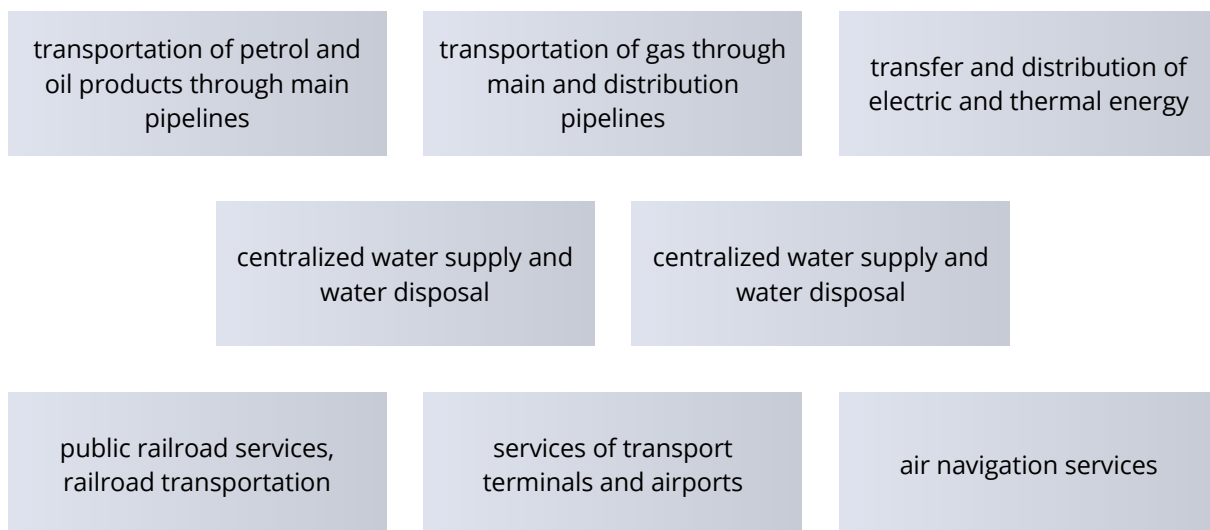 transportation of petrol and
oil products through main
pipelines
transportation of gas through
main and distribution
pipelines
transfer and distribution of
electric and thermal energy
centralized water supply and
water disposal
centralized water supply and
water disposal
public railroad services,
railroad transportation
services of transport
terminals and airports
air navigation services